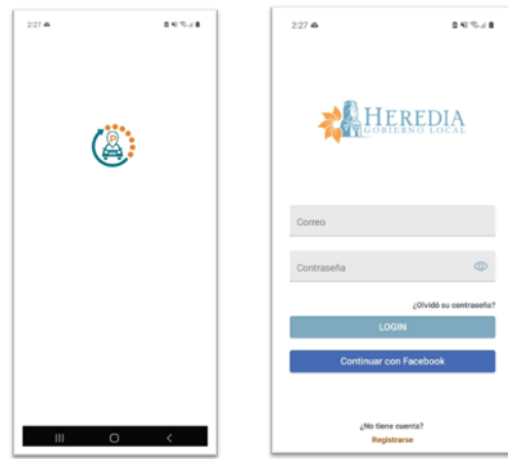 2:27
P
2:27
HEREDIA
GOBIERNO LOCAL
Correo
Contraseña
¿Olvidó su contraseña?
LOGIN
Continuar con Facebook
¿No tiene cuenta?
Registrarse